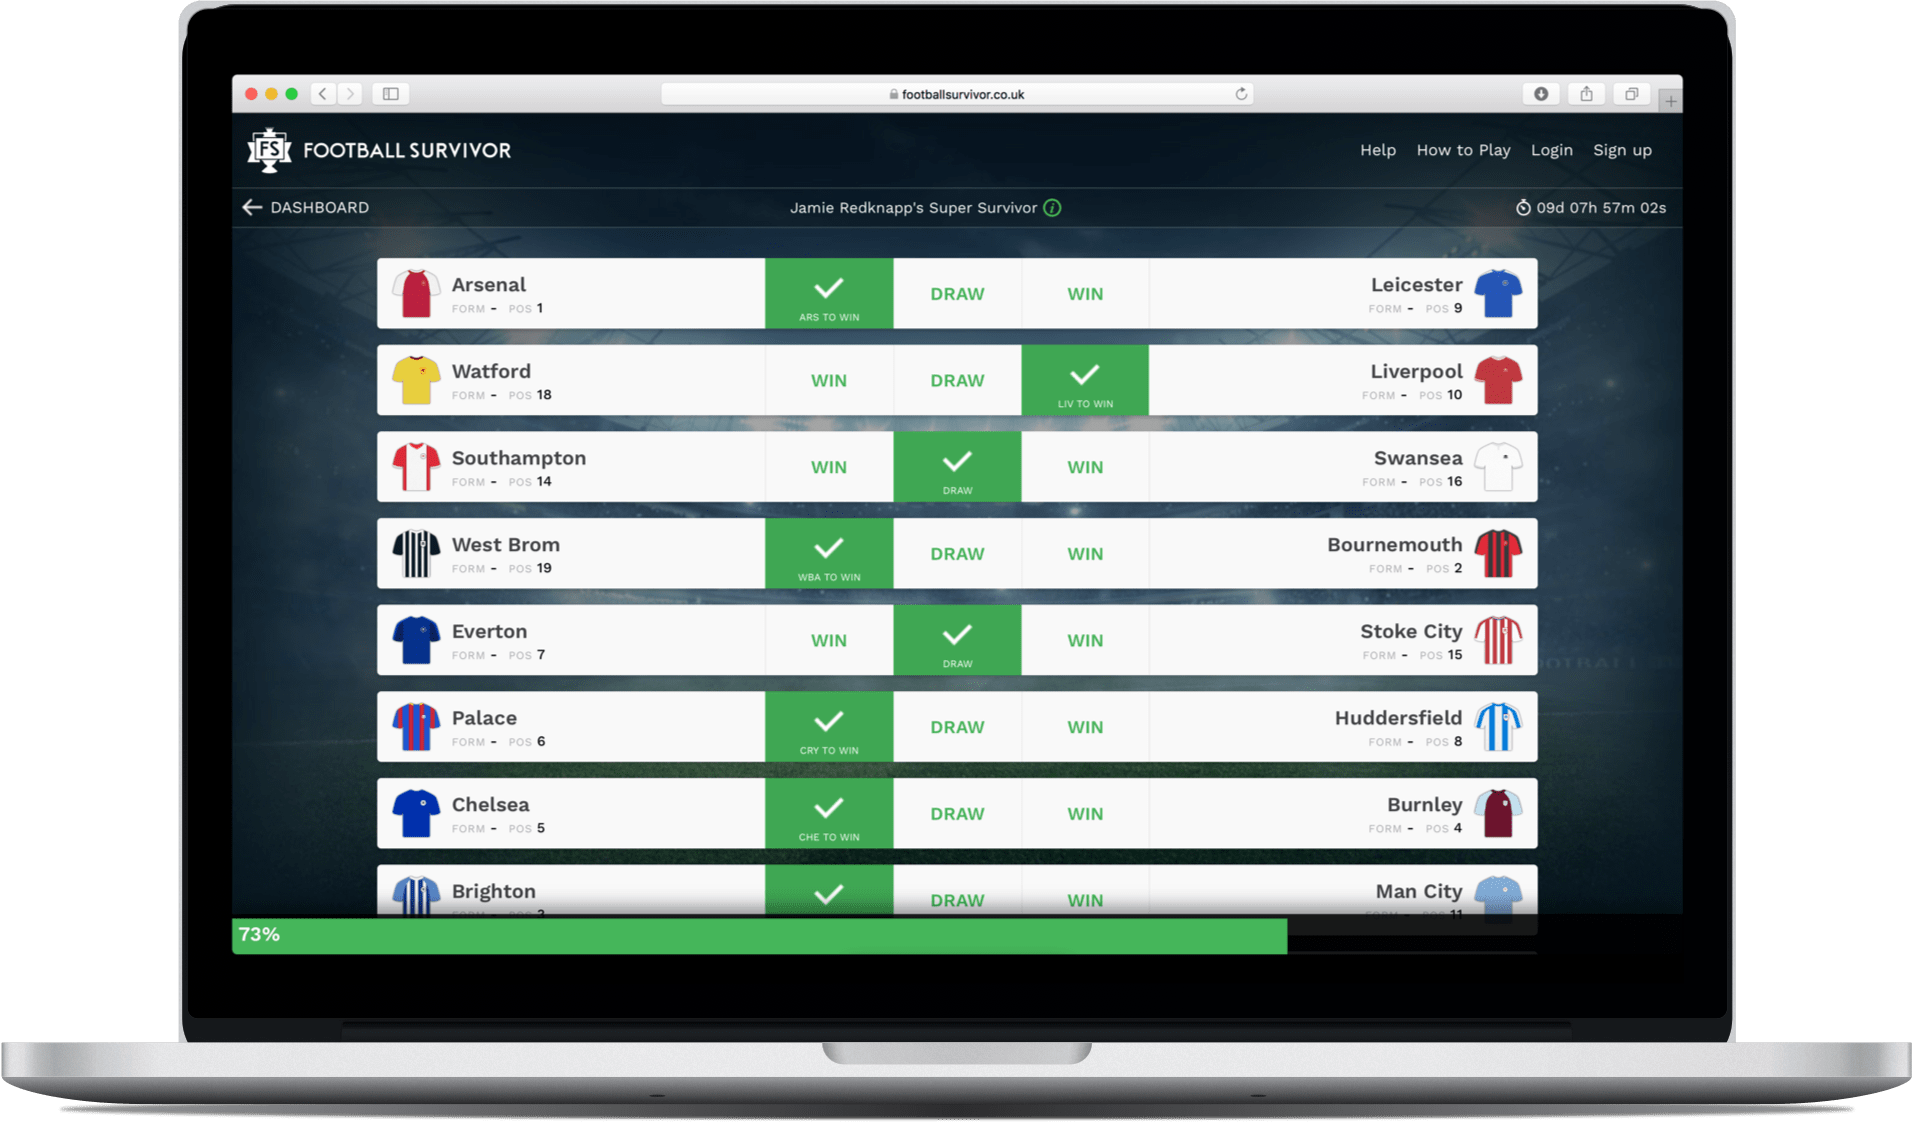 footballsurvivor.co.uk
FS FOOTBALL SURVIVOR
Help How to Play Login Sign up
DASHBOARD
Jamie Redknapp's Super Survivor i
09d 07h 57m 02s
Arsenal
FORM - POS 1
ARS TO WIN
DRAW
WIN
Leicester
FORM - POS 9
Watford
FORM - POS 18
WIN
DRAW
LIV TO WIN
Liverpool
FORM - POS 10
Southampton
FORM - POS 14
WIN
DRAW
WIN
Swansea
FORM - POS 16
West Brom
FORM - POS 19
WBA TO WIN
DRAW
WIN
Bournemouth
FORM - POS 2
Everton
FORM - POS 7
WIN
DRAW
WIN
Stoke City
FORM - POS 15
Palace
FORM - POS 6
CRY TO WIN
DRAW
WIN
Huddersfield
FORM - POS 8
Chelsea
FORM - POS 5
CHE TO WIN
DRAW
WIN
Burnley
FORM - POS 4
Brighton
FORM - POS 3
DRAW
WIN
Man City
FORM - POS 11
73%